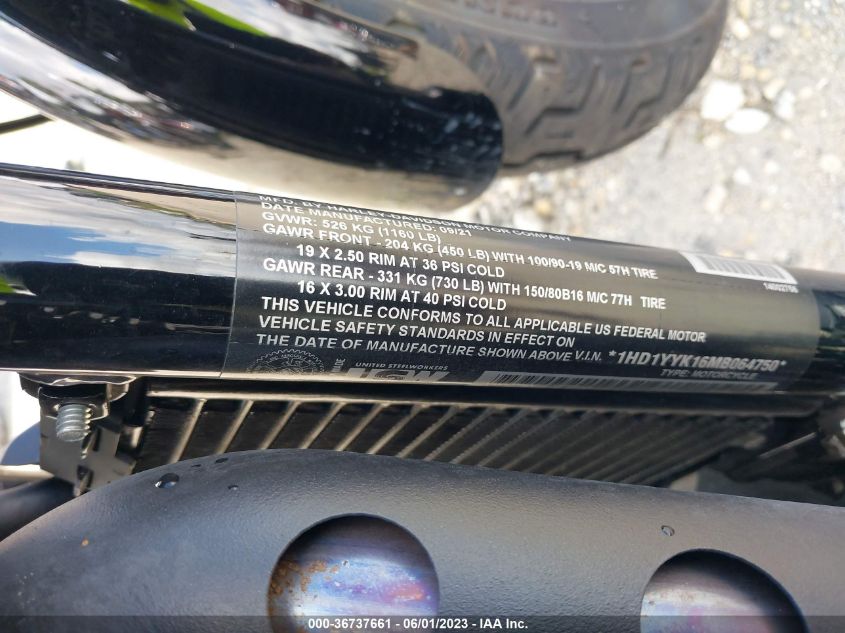 MFD. BY HARLEY-DAVIDSON MOTOR COMPANY
DATE MANUFACTURED: 09/21
GVWR: 526 KG (1160 LB)
GAWR FRONT - 204 KG (450 LB) WITH 100/90-19 M/C 57H TIRE
19 X 2.50 RIM AT 36 PSI COLD
GAWR REAR - 331 KG (730 LB) WITH 150/80B16 M/C 77H TIRE
16 X 3.00 RIM AT 40 PSI COLD
THIS VEHICLE CONFORMS TO ALL APPLICABLE US FEDERAL MOTOR
VEHICLE SAFETY STANDARDS IN EFFECT ON
THE DATE OF MANUFACTURE SHOWN ABOVE V.I.N. *1HD1YYK16MB064750*
TYPE: MOTORCYCLE
14002758
UNITED STEELWORKERS
000-36737661 - 06/01/2023 - IAA Inc.